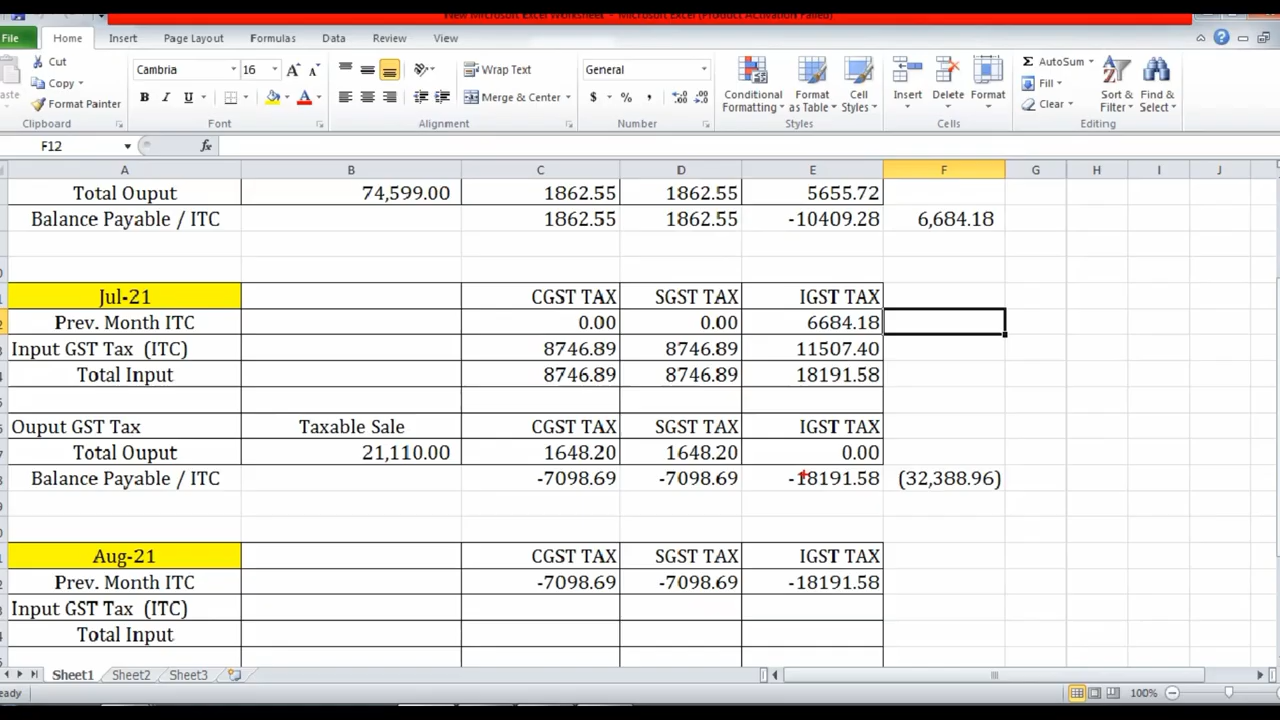 New Microsoft Excel Worksheet - Microsoft Excel (Product Activation Failed)
File Home Insert Page Layout Formulas Data Review View
Cut
Copy
Format Painter
Clipboard
Cambria 16
B I U
Font
Wrap Text
Merge & Center
Alignment
General
$ % ,
Number
Conditional Formatting
Format as Table
Cell Styles
Styles
Insert Delete Format
Cells
AutoSum
Fill
Clear
Sort & Filter
Find & Select
Editing
F12 fx
A B C D E F G H I J
Total Ouput 74,599.00 1862.55 1862.55 5655.72
Balance Payable / ITC 1862.55 1862.55 -10409.28 6,684.18
Jul-21 CGST TAX SGST TAX IGST TAX
Prev. Month ITC 0.00 0.00 6684.18
Input GST Tax (ITC) 8746.89 8746.89 11507.40
Total Input 8746.89 8746.89 18191.58
Ouput GST Tax Taxable Sale CGST TAX SGST TAX IGST TAX
Total Ouput 21,110.00 1648.20 1648.20 0.00
Balance Payable / ITC -7098.69 -7098.69 -18191.58 (32,388.96)
Aug-21 CGST TAX SGST TAX IGST TAX
Prev. Month ITC -7098.69 -7098.69 -18191.58
Input GST Tax (ITC)
Total Input
Sheet1 Sheet2 Sheet3
100%